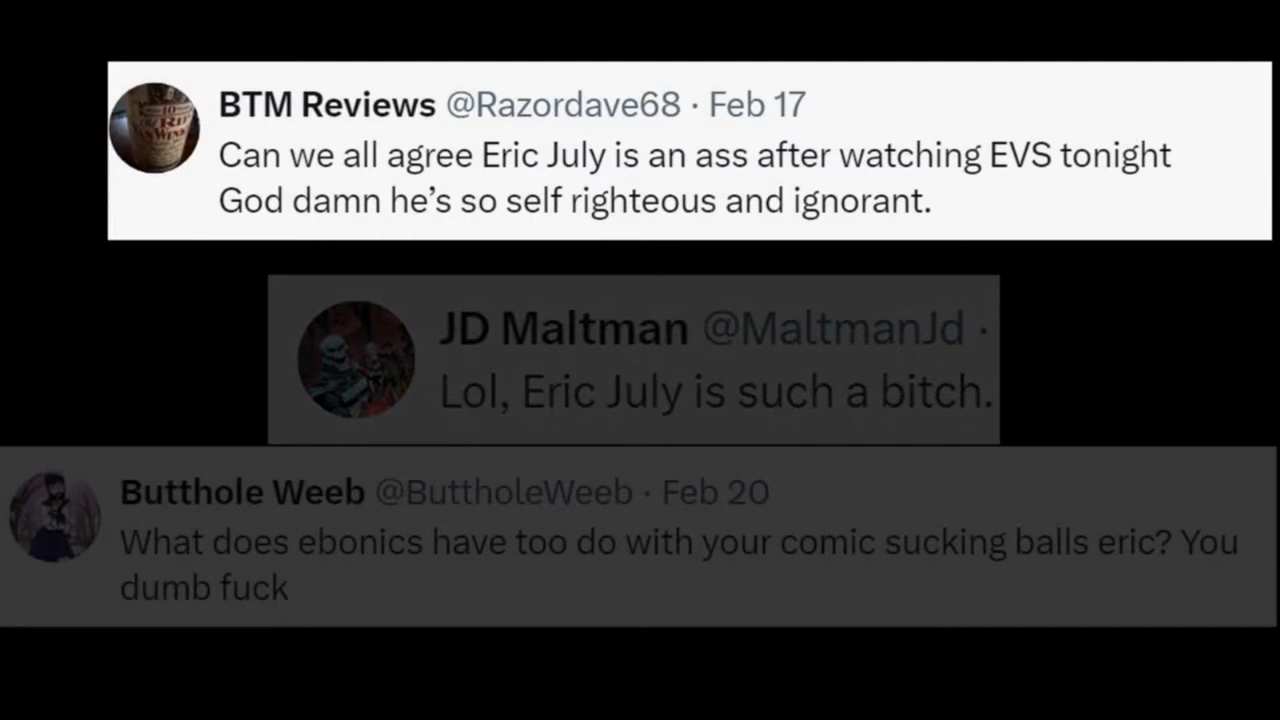 BTM Reviews @Razordave68 · Feb 17
Can we all agree Eric July is an ass after watching EVS tonight
God damn he’s so self righteous and ignorant.
JD Maltman @MaltmanJd ·
Lol, Eric July is such a bitch.
Butthole Weeb @ButtholeWeeb · Feb 20
What does ebonics have too do with your comic sucking balls eric? You
dumb fuck